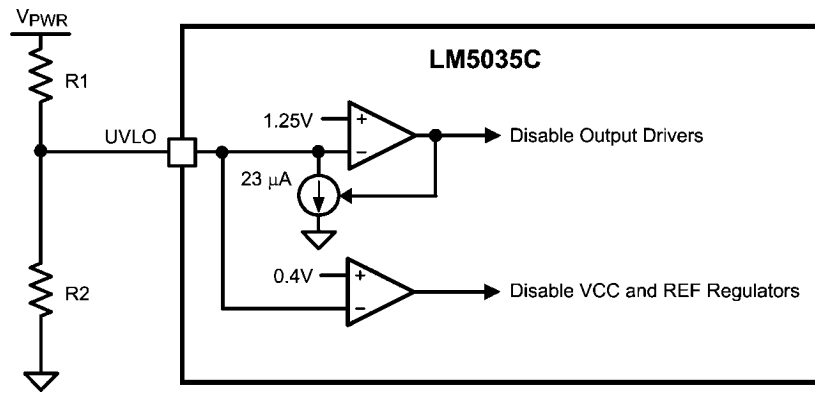 VPWR
LM5035C
R1
1.25V
+
UVLO
−
Disable Output Drivers
23 μA
0.4V
+
R2
−
Disable VCC and REF Regulators